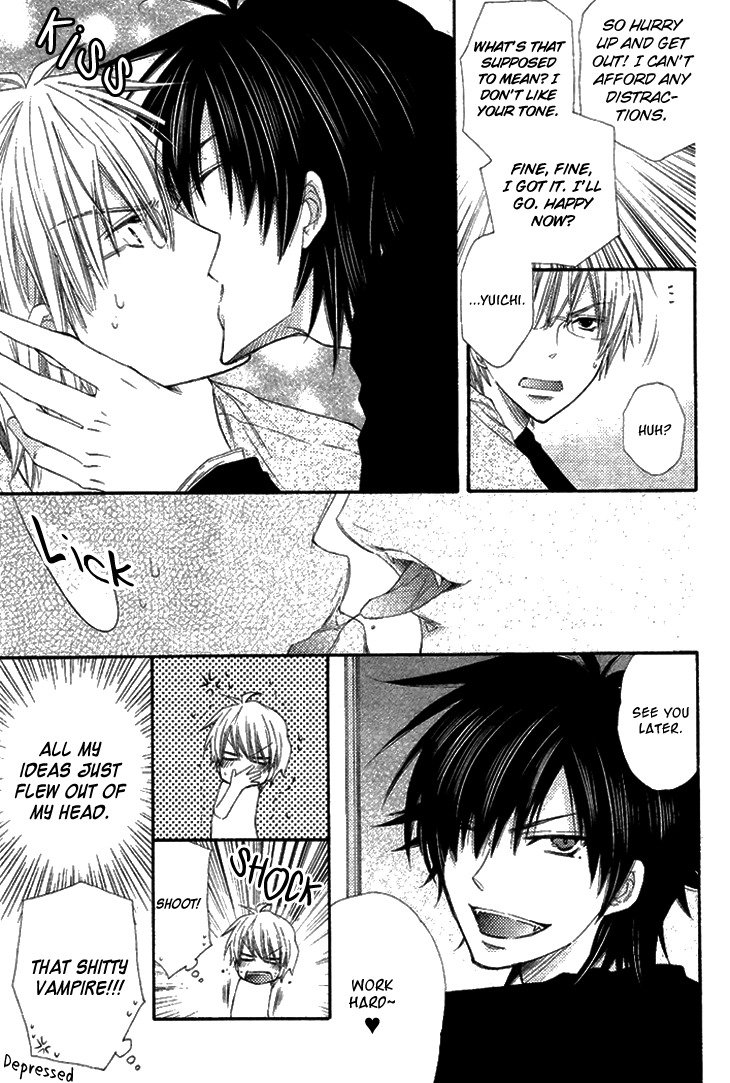 SO HURRY
UP AND GET
OUT! I CAN'T
AFFORD ANY
DISTRAC-
TIONS.
WHAT'S THAT
SUPPOSED
TO MEAN? I
DON'T LIKE
YOUR TONE.
FINE, FINE,
I GOT IT. I'LL
GO. HAPPY
NOW?
...YUICHI.
HUH?
KISS
LICK
SEE YOU
LATER.
WORK
HARD~
♥
SHOCK
SHOOT!
ALL MY
IDEAS JUST
FLEW OUT OF
MY HEAD.
THAT SHITTY
VAMPIRE!!!
Depressed